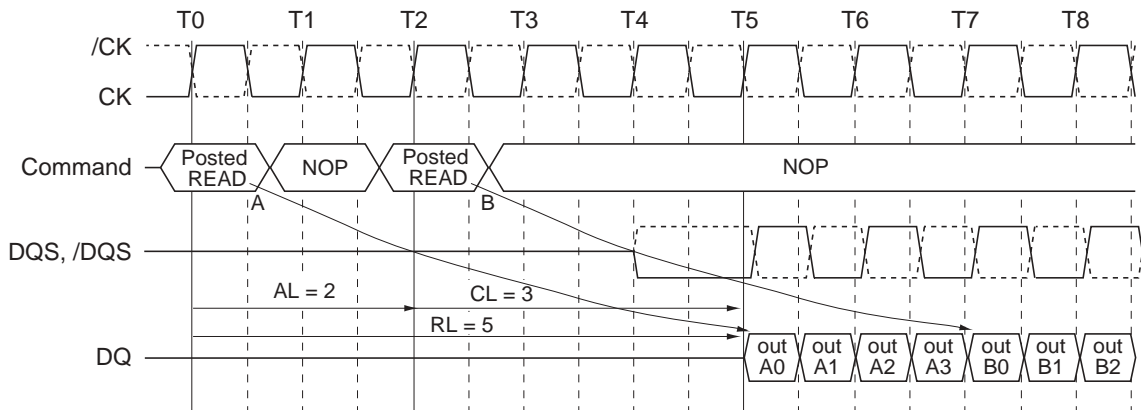 T0 T1 T2 T3 T4 T5 T6 T7 T8
/CK
CK
Command
Posted
READ
NOP
Posted
READ
NOP
A
B
DQS, /DQS
AL = 2
CL = 3
RL = 5
DQ
out
A0
out
A1
out
A2
out
A3
out
B0
out
B1
out
B2